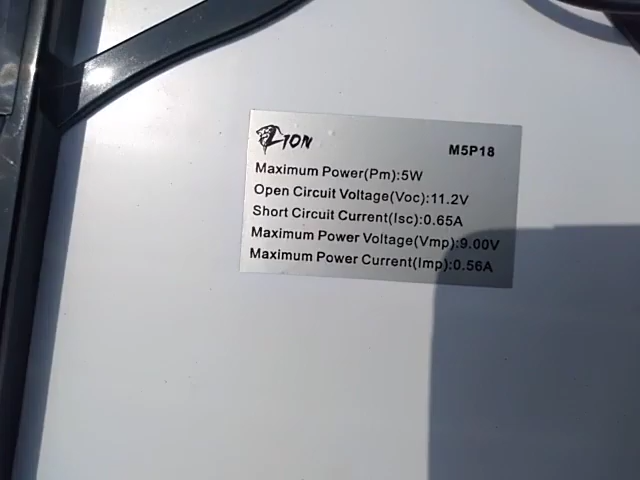 LION
M5P18
Maximum Power(Pm):5W
Open Circuit Voltage(Voc):11.2V
Short Circuit Current(Isc):0.65A
Maximum Power Voltage(Vmp):9.00V
Maximum Power Current(Imp):0.56A